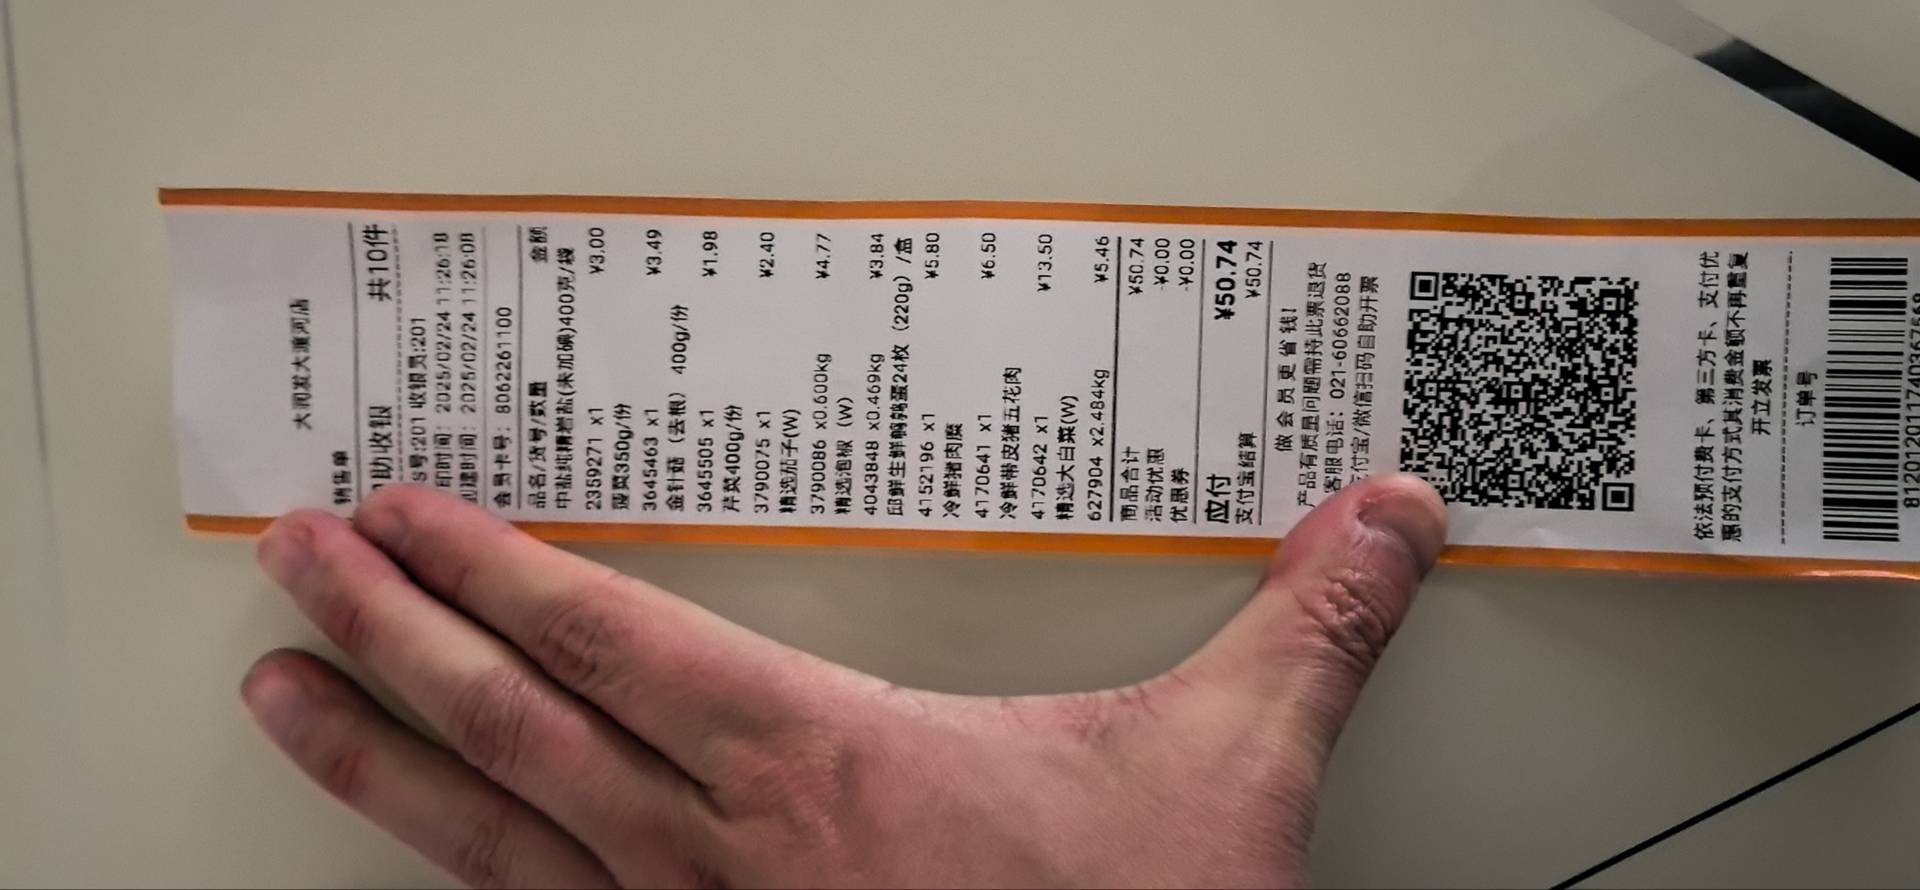 大润发大渡河店
销售单
助收银 共10件
S号:201 收银员:201
印时间: 2025/02/24 11:26:18
建时间: 2025/02/24 11:26:08
会员卡号: 8062261100
品名/货号/数量 金额
中盐纯精岩盐(未加碘)400克/袋
2359271 x1 ¥3.00
菠菜350g/份
3645463 x1 ¥3.49
金针菇(去根) 400g/份
3645505 x1 ¥1.98
芹菜400g/份
3790075 x1 ¥2.40
精选茄子(W)
3790086 x0.600kg ¥4.77
精选泡椒 (W)
4043848 x0.469kg ¥3.84
邱鲜生鲜鹌鹑蛋24枚 (220g) /盒
4152196 x1 ¥5.80
冷鲜猪肉糜
4170641 x1 ¥6.50
冷鲜带皮猪五花肉
4170642 x1 ¥13.50
精选大白菜(W)
627904 x2.484kg ¥5.46
商品合计 ¥50.74
活动优惠 -¥0.00
优惠券 -¥0.00
应付 ¥50.74
支付宝结算 ¥50.74
做会员更省钱!
产品有质量问题需持此票退货
客服电话: 021-60662088
支付宝/微信扫码自助开票
依法预付费卡、第三方卡、支付优
惠的支付方式其消费金额不再重复
开立发票
订单号